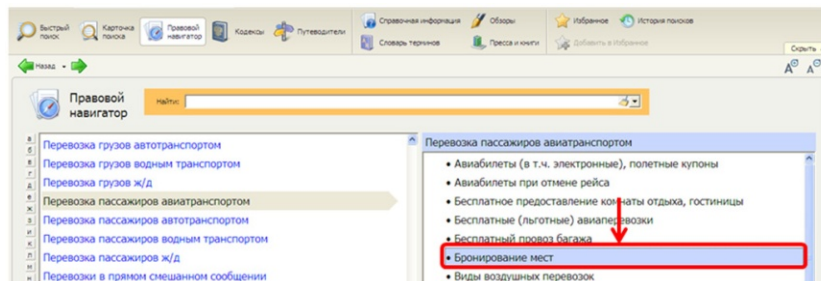 Быстрый поиск
Карточка поиска
Правовой навигатор
Кодексы
Путеводители
Справочная информация
Словарь терминов
Обзоры
Пресса и книги
Избранное
Добавить в Избранное
История поисков
Скрыть
Назад
А А
Правовой навигатор
Найти:
а
б
в
г
д
е
ж
з
и
к
л
м
н
Перевозка грузов автотранспортом
Перевозка грузов водным транспортом
Перевозка грузов ж/д
Перевозка пассажиров авиатранспортом
Перевозка пассажиров автотранспортом
Перевозка пассажиров водным транспортом
Перевозка пассажиров ж/д
Перевозки в прямом смешанном сообщении
Перевозка пассажиров авиатранспортом
• Авиабилеты (в т.ч. электронные), полетные купоны
• Авиабилеты при отмене рейса
• Бесплатное предоставление комнаты отдыха, гостиницы
• Бесплатные (льготные) авиаперевозки
• Бесплатный провоз багажа
• Бронирование мест
• Виды воздушных перевозок